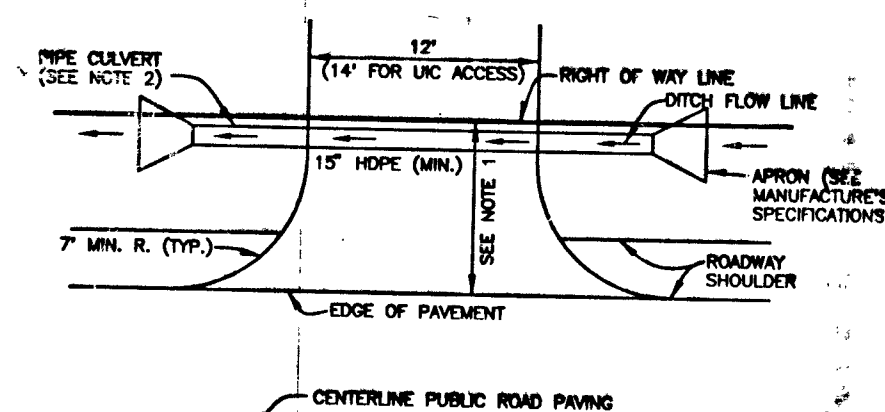 12'
(14' FOR UIC ACCESS)
PIPE CULVERT
(SEE NOTE 2)
RIGHT OF WAY LINE
DITCH FLOW LINE
15" HDPE (MIN.)
SEE NOTE 1
APRON (SEE
MANUFACTURE'S
SPECIFICATIONS
7' MIN. R. (TYP.)
ROADWAY
SHOULDER
EDGE OF PAVEMENT
CENTERLINE PUBLIC ROAD PAVING